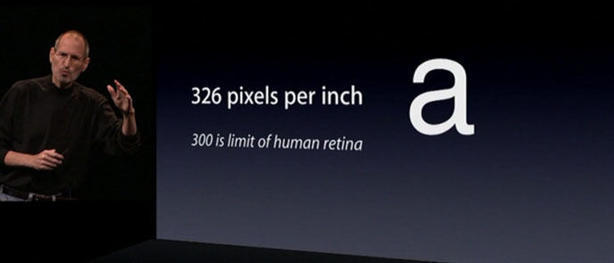 326 pixels per inch
a
300 is limit of human retina